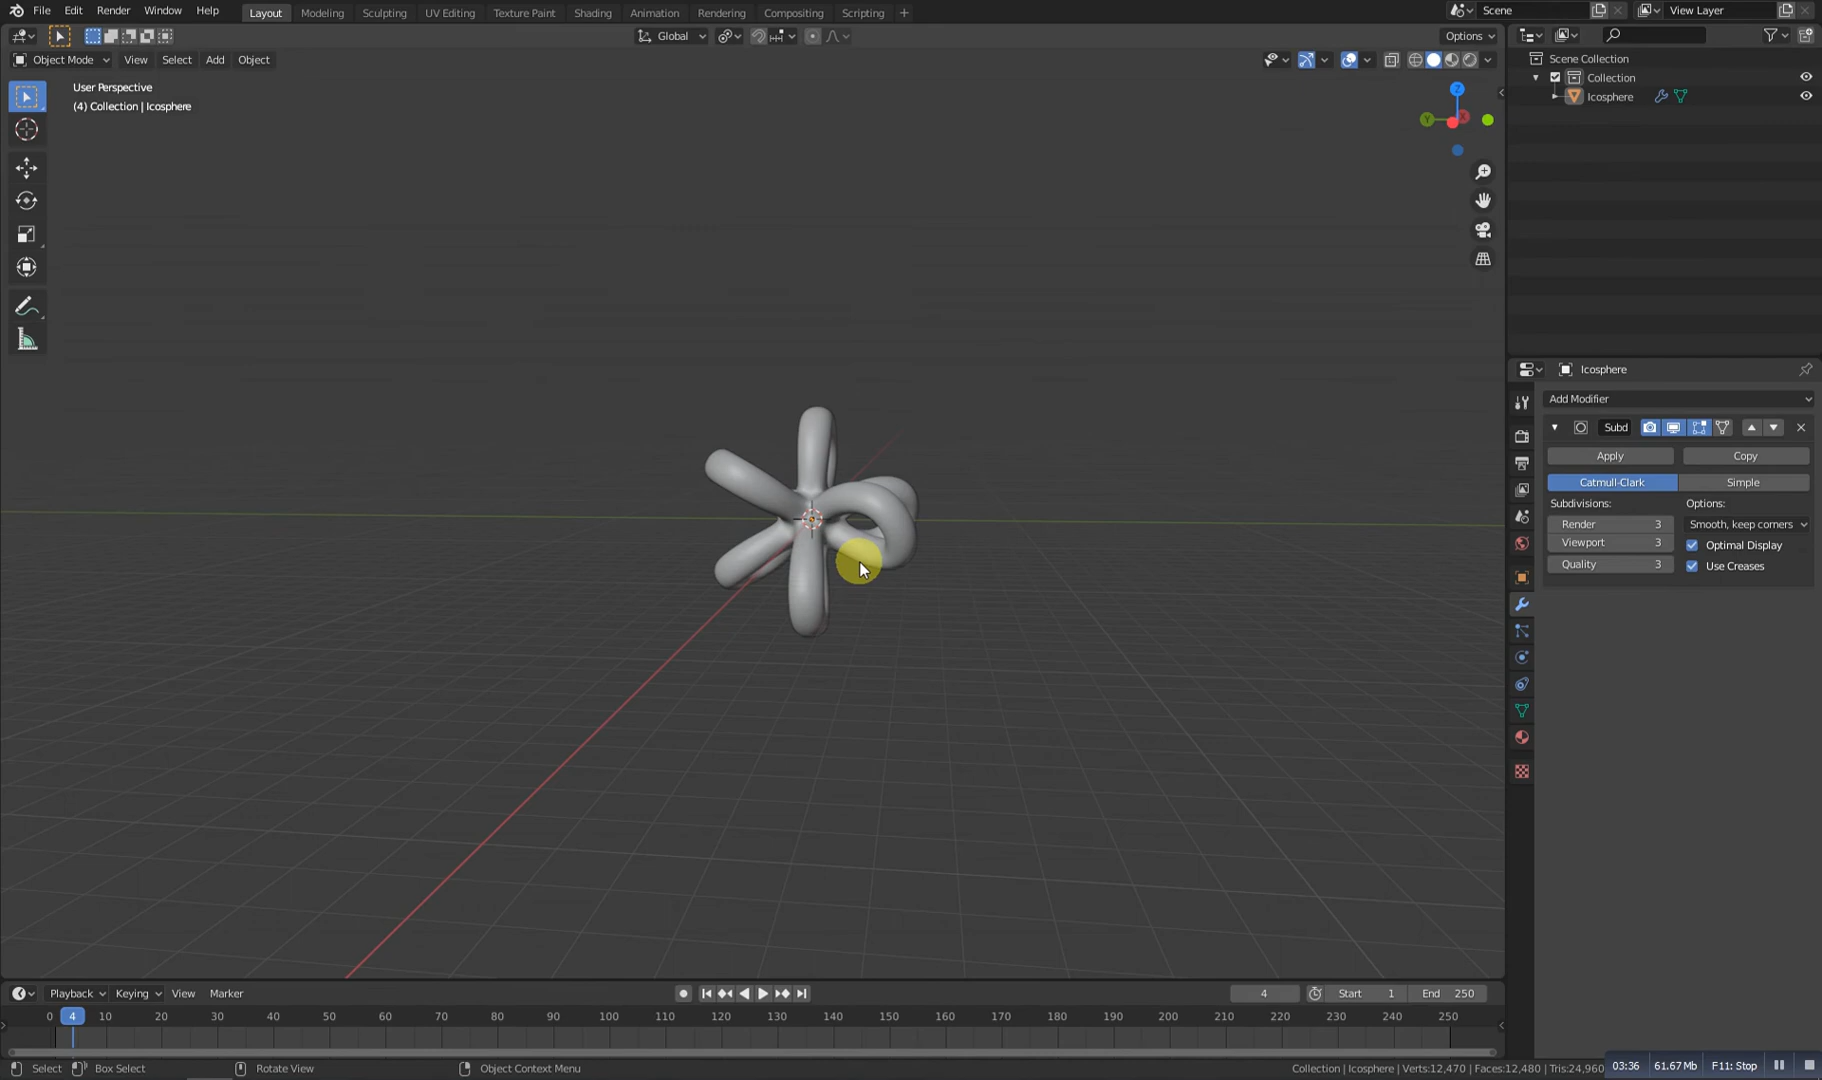 File Edit Render Window Help Layout Modeling Sculpting UV Editing Texture Paint Shading Animation Rendering Compositing Scripting Scene View Layer
Global Options
Object Mode View Select Add Object
User Perspective
(4) Collection | Icosphere
Z
Y X
Scene Collection
Collection
Icosphere
Icosphere
Add Modifier
Subd
Apply Copy
Catmull-Clark Simple
Subdivisions: Options:
Render 3 Smooth, keep corners
Viewport 3 Optimal Display
Quality 3 Use Creases
Playback Keying View Marker 4 Start 1 End 250
0 4 10 20 30 40 50 60 70 80 90 100 110 120 130 140 150 160 170 180 190 200 210 220 230 240 250
Select Box Select Rotate View Object Context Menu Collection | Icosphere | Verts:12,470 | Faces:12,480 | Tris:24,960 03:36 61.67 Mb F11: Stop